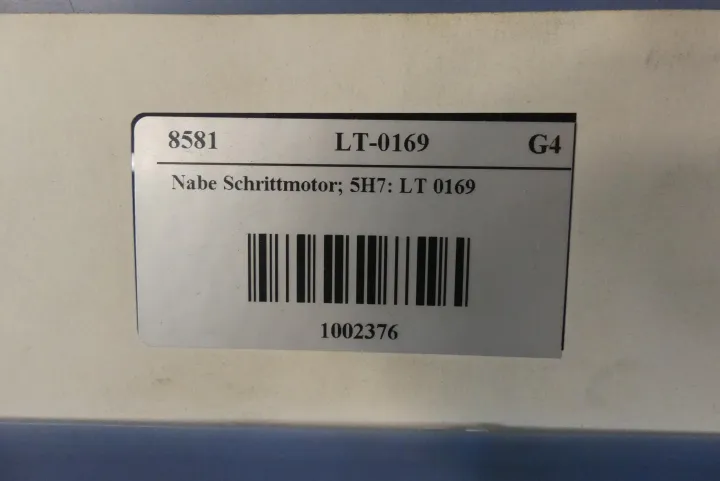 8581 LT-0169 G4
Nabe Schrittmotor; 5H7: LT 0169
1002376